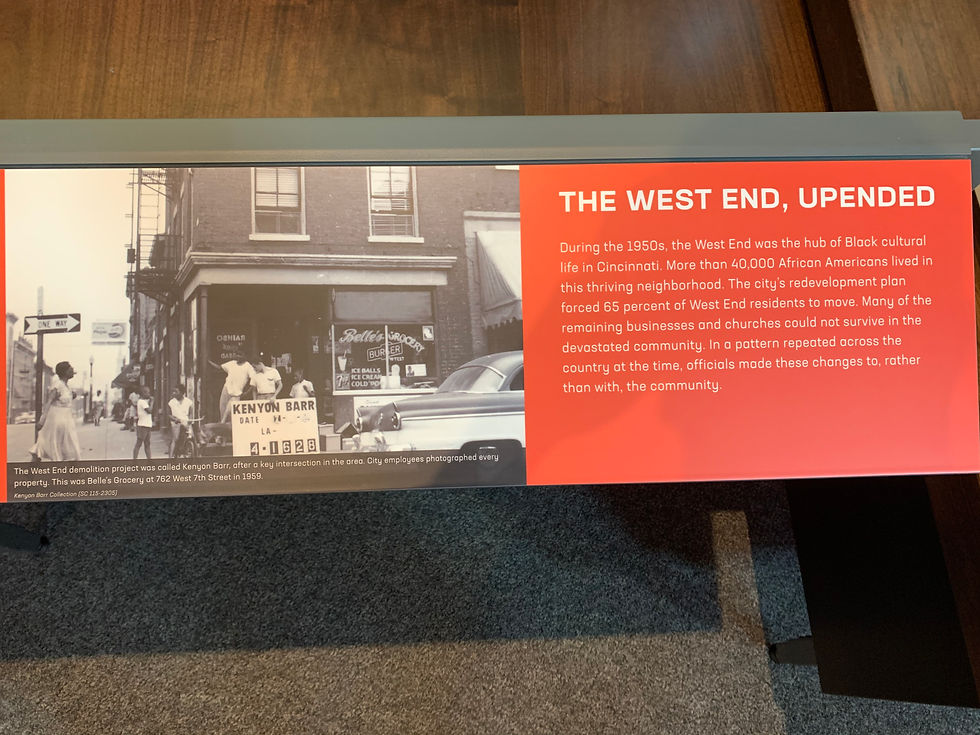 THE WEST END, UPENDED
During the 1950s, the West End was the hub of Black cultural
life in Cincinnati. More than 40,000 African Americans lived in
this thriving neighborhood. The city's redevelopment plan
forced 65 percent of West End residents to move. Many of the
remaining businesses and churches could not survive in the
devastated community. In a pattern repeated across the
country at the time, officials made these changes to, rather
than with, the community.
ONE WAY
Belle's GROCERY
BURGER
ICE BALLS
ICE CREAM
COLD POP
KENYON BARR
DATE
LA-
4-1628
The West End demolition project was called Kenyon Barr, after a key intersection in the area. City employees photographed every
property. This was Belle's Grocery at 762 West 7th Street in 1959.
Kenyon Barr Collection (SC 115-2305)